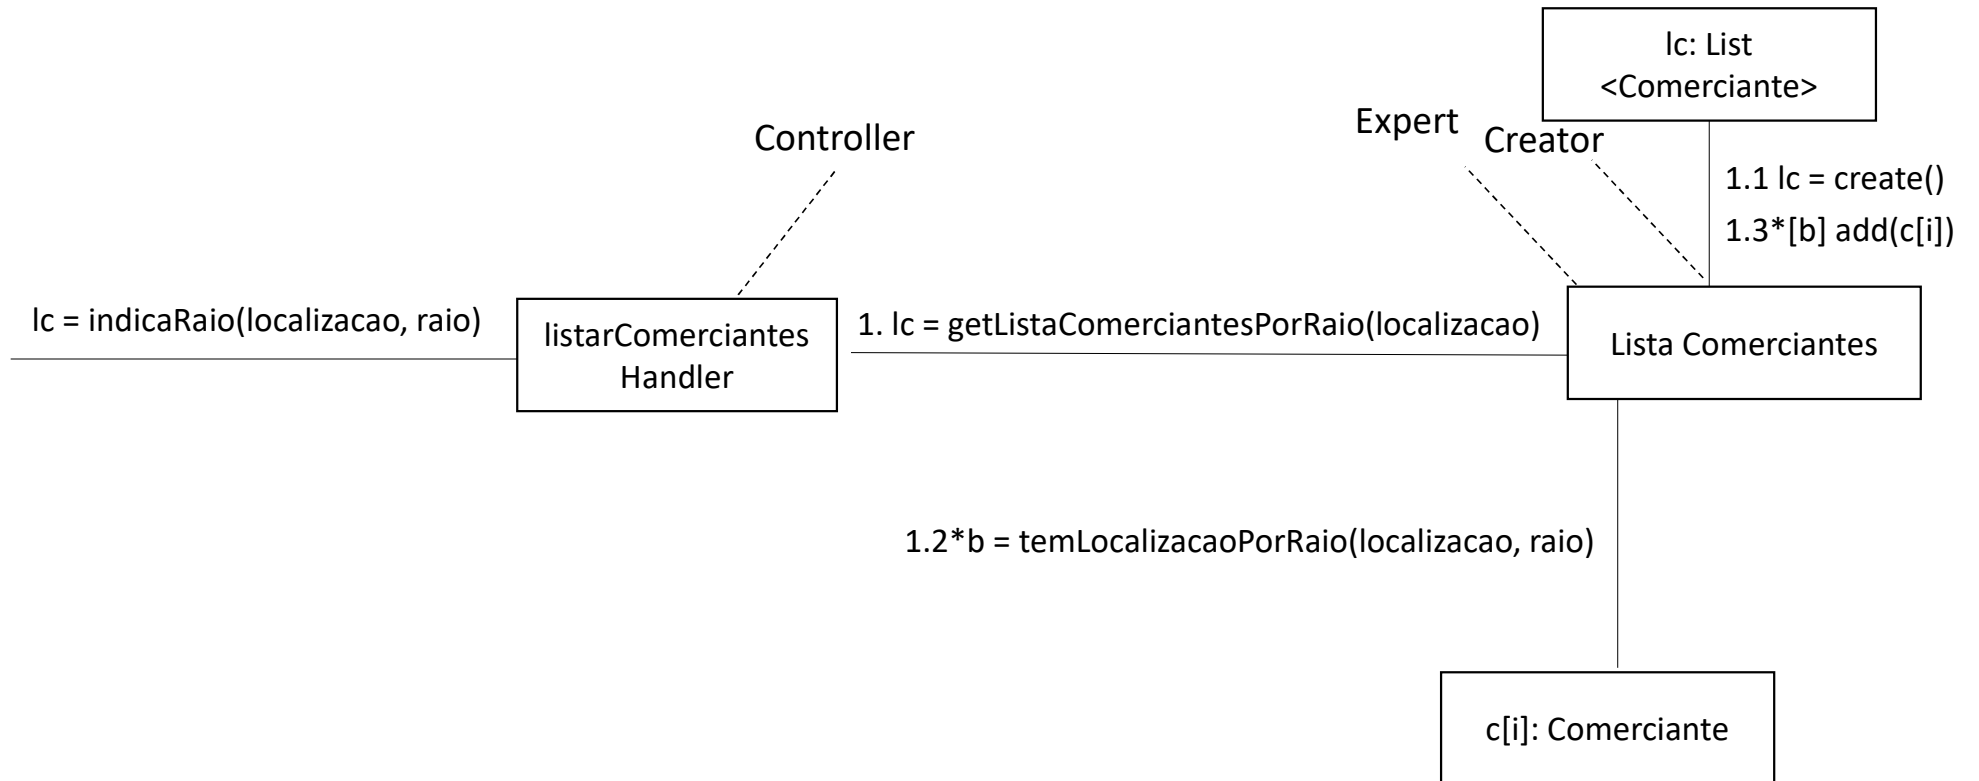 lc: List
<Comerciante>
Expert
Creator
Controller
1.1 lc = create()
1.3*[b] add(c[i])
lc = indicaRaio(localizacao, raio)
listarComerciantes
Handler
1. lc = getListaComerciantesPorRaio(localizacao)
Lista Comerciantes
1.2*b = temLocalizacaoPorRaio(localizacao, raio)
c[i]: Comerciante